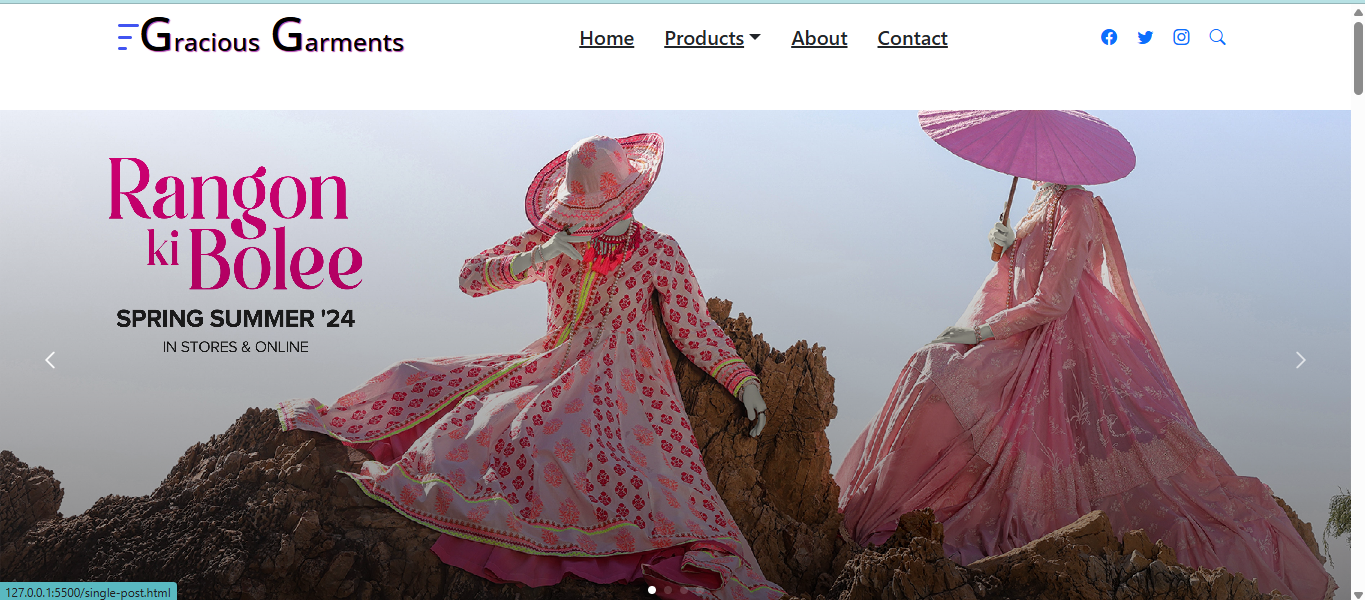 Gracious Garments
Home Products About Contact
Rangon
ki Bolee
SPRING SUMMER '24
IN STORES & ONLINE
127.0.0.1:5500/single-post.html